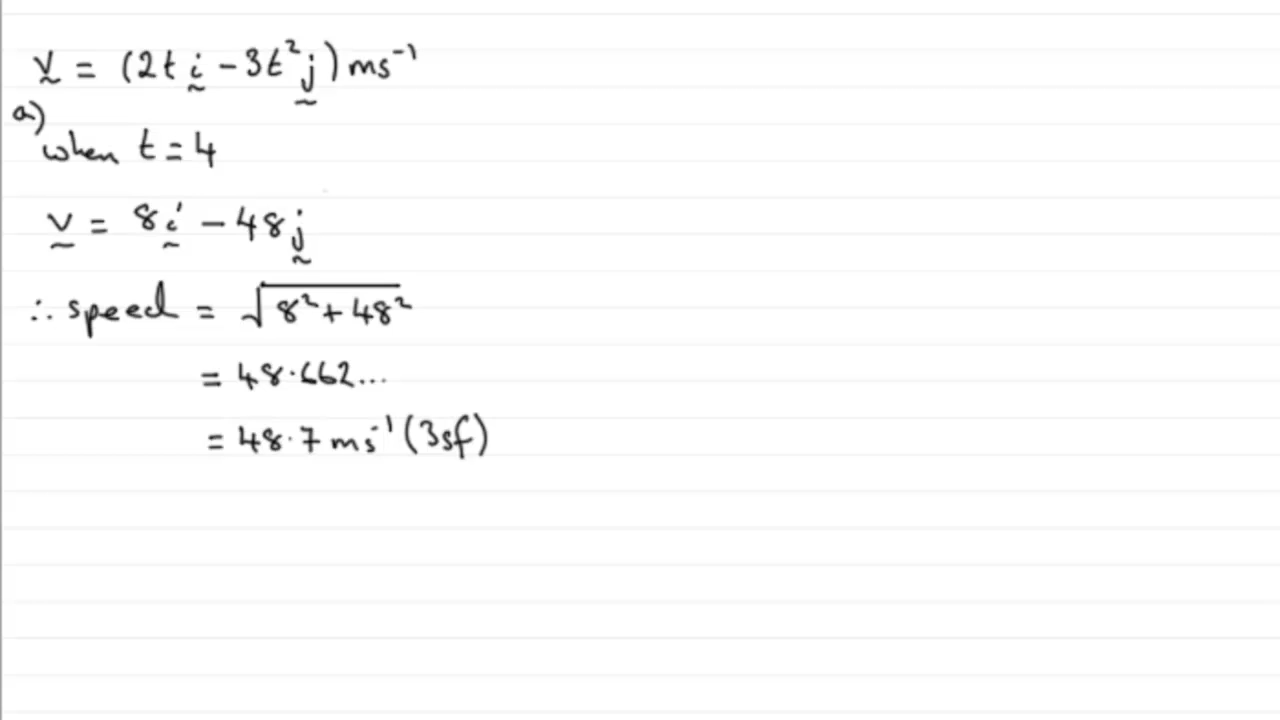 v = (2t i - 3t² j) ms⁻¹
a)
when t = 4
v = 8i - 48j
∴ speed = √8² + 48²
= 48.662...
= 48.7 ms⁻¹ (3sf)